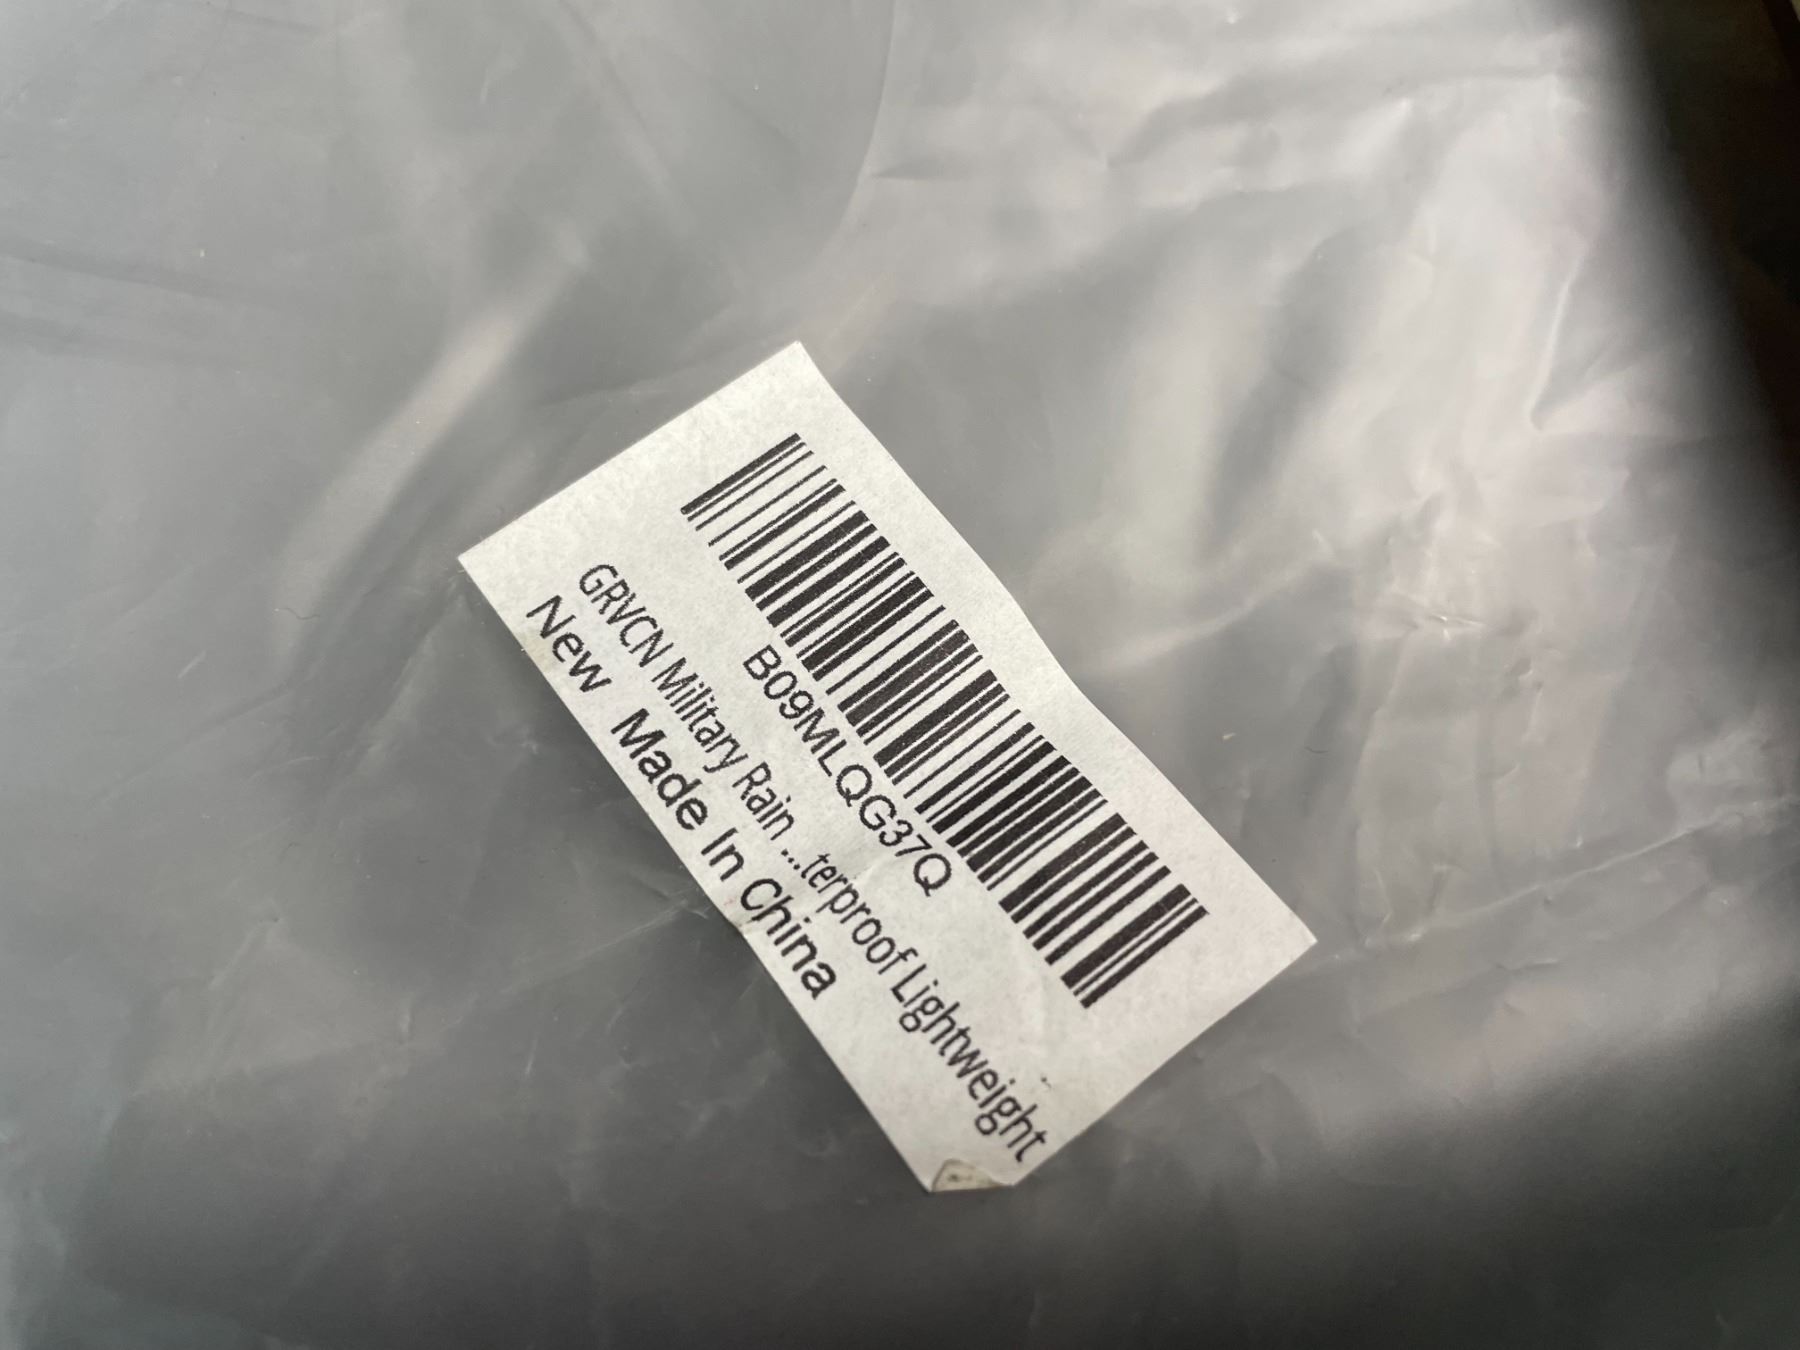 B09MLQG37Q
GRVCN Military Rain ...terproof Lightweight
New Made In China